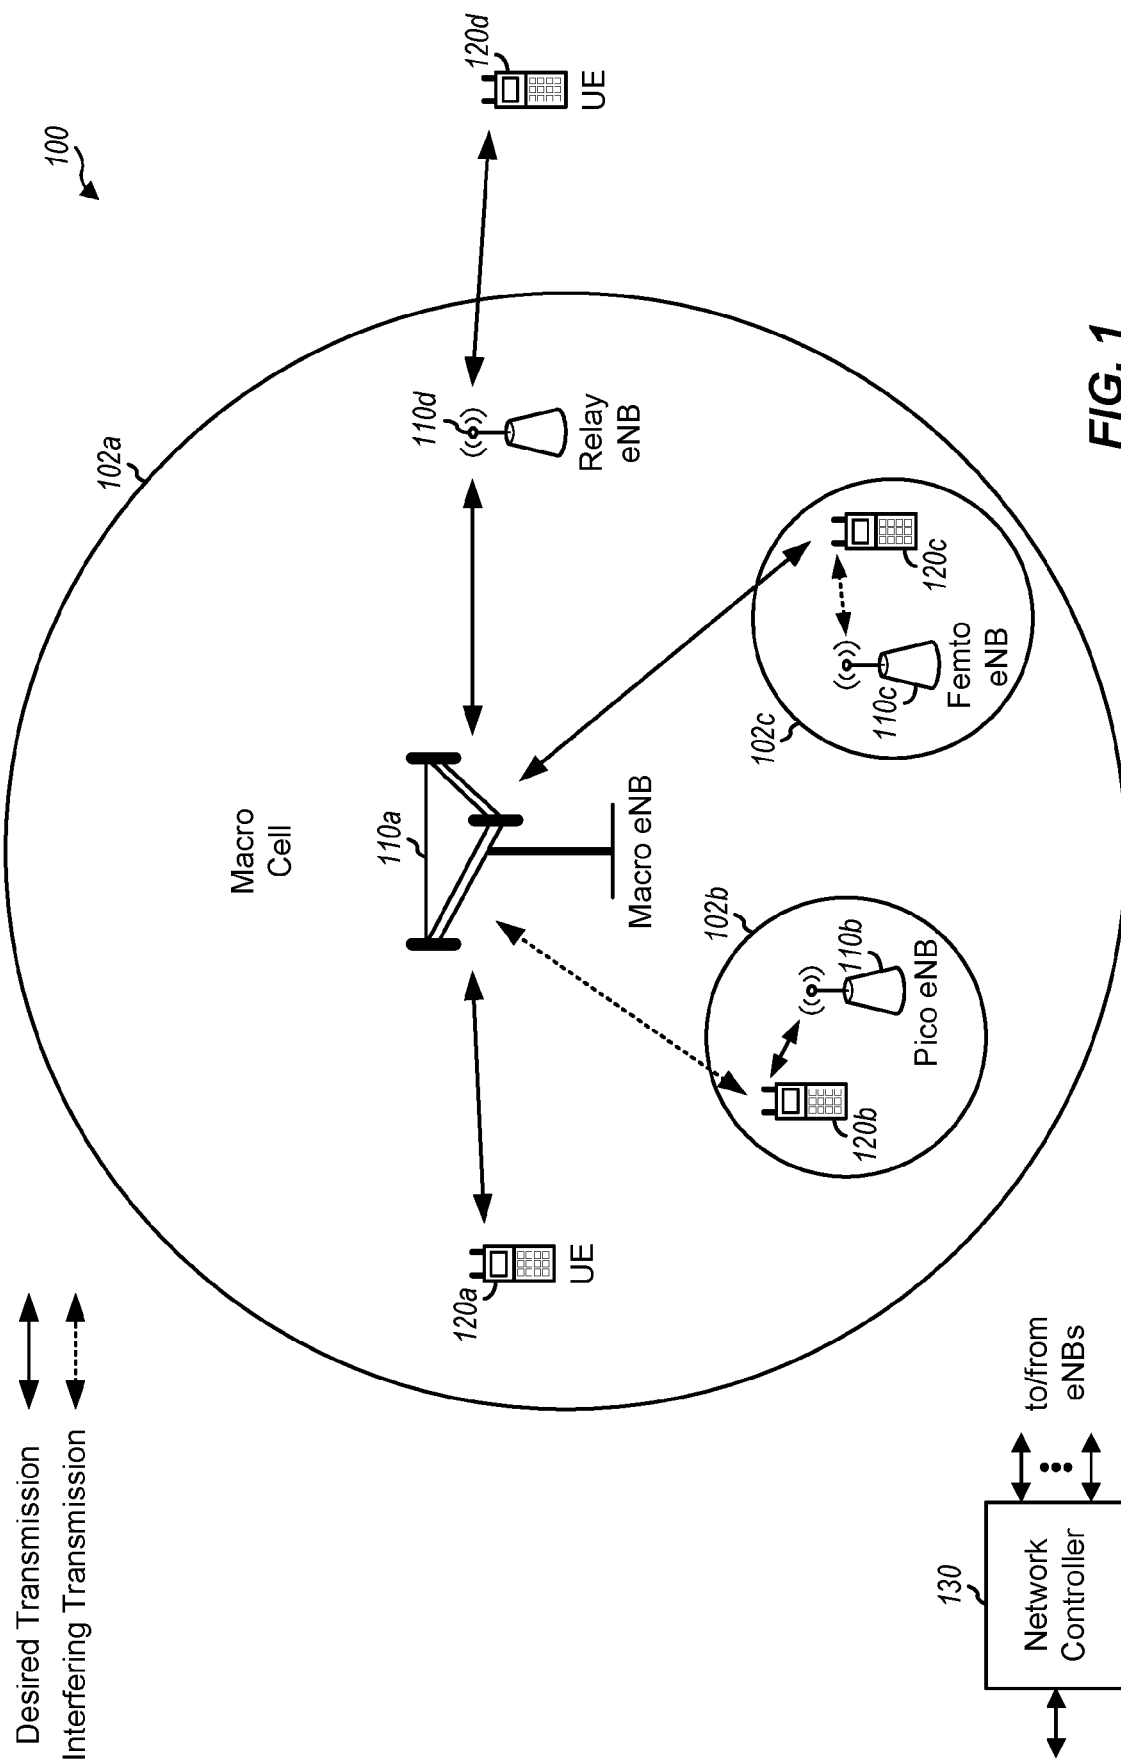 Desired Transmission
Interfering Transmission
100
102a
Macro
Cell
110a
Macro eNB
120a
UE
110d
Relay
eNB
120d
UE
102b
110b
Pico eNB
120b
102c
110c
Femto
eNB
120c
130
Network
Controller
to/from
eNBs
FIG. 1